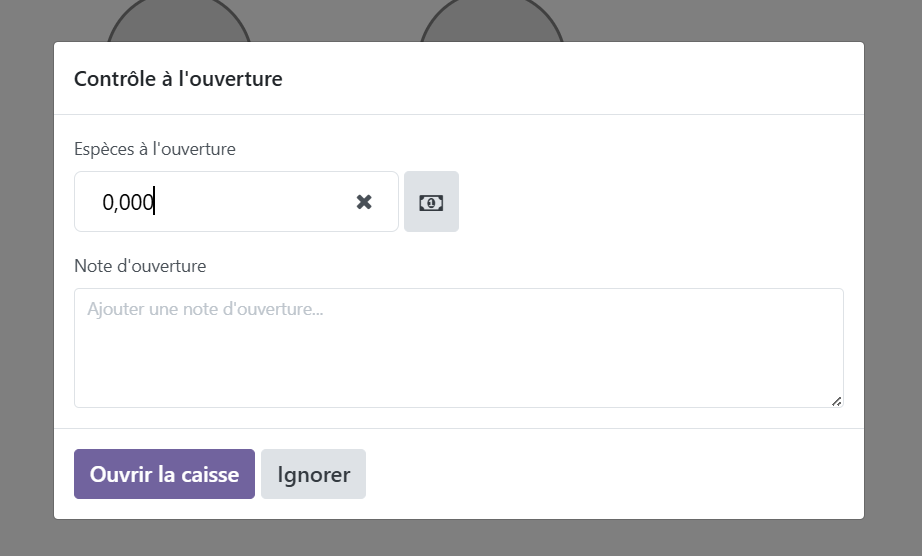 Contrôle à l'ouverture
Espèces à l'ouverture
0,000
Note d'ouverture
Ajouter une note d'ouverture...
Ouvrir la caisse
Ignorer